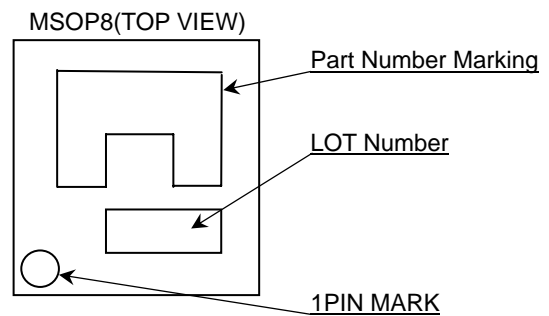 MSOP8(TOP VIEW)
Part Number Marking
LOT Number
1PIN MARK